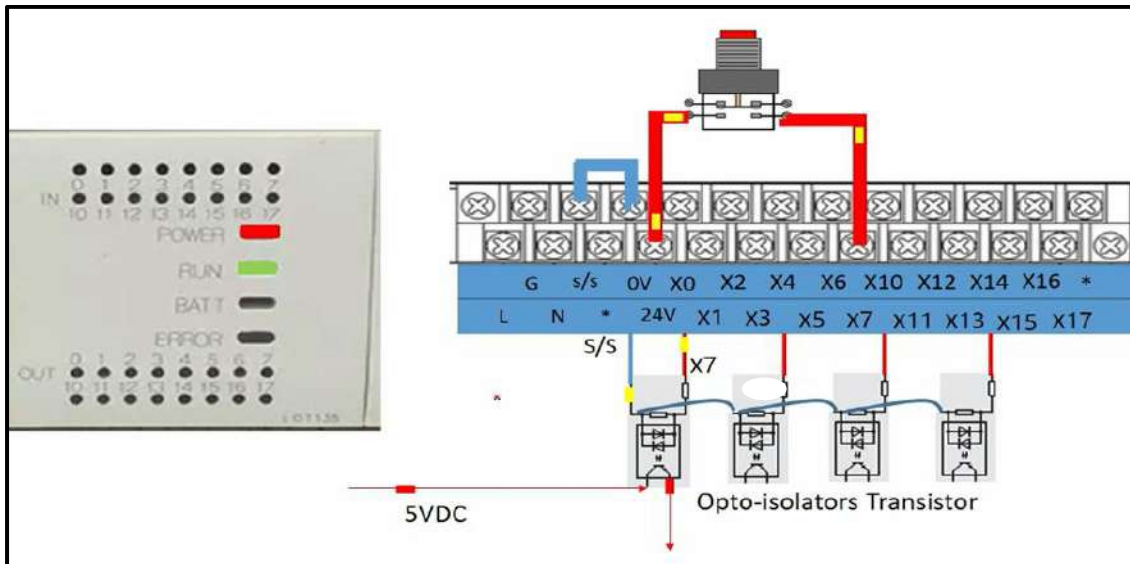 0 1 2 3 4 5 6 7
IN
10 11 12 13 14 15 16 17
POWER
RUN
BATT
ERROR
0 1 2 3 4 5 6 7
OUT
10 11 12 13 14 15 16 17
LOT135
G s/s 0V X0 X2 X4 X6 X10 X12 X14 X16 *
L N * 24V X1 X3 X5 X7 X11 X13 X15 X17
S/S
X7
5VDC
Opto-isolators Transistor